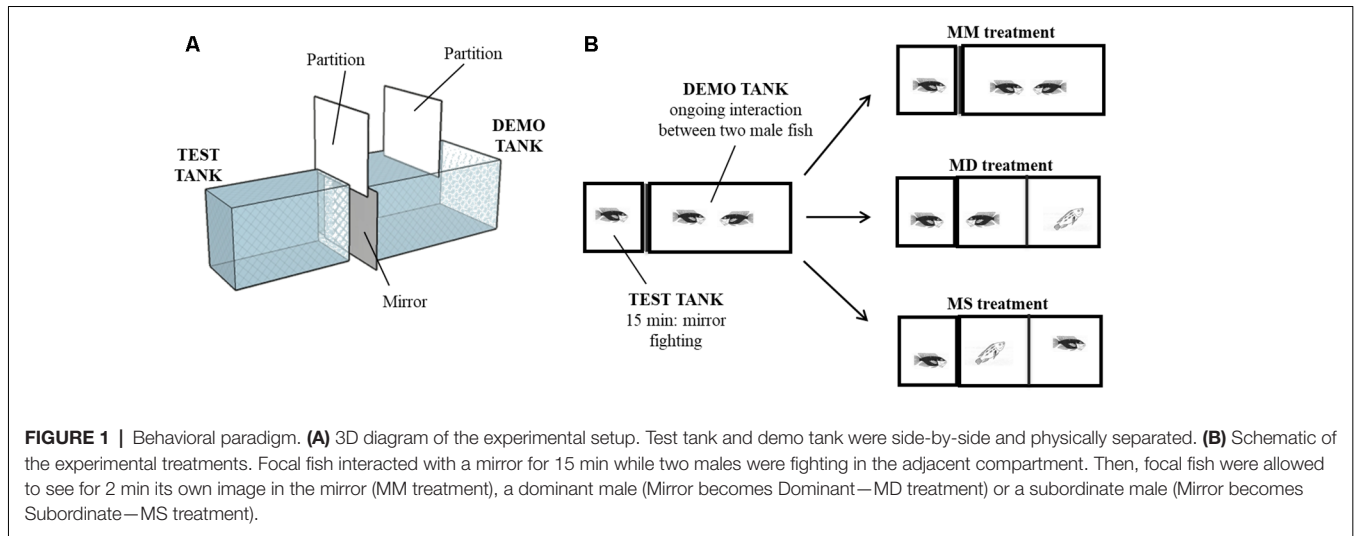 A
Partition
Partition
TEST
TANK
DEMO
TANK
Mirror
B
DEMO TANK
ongoing interaction
between two male fish
TEST TANK
15 min: mirror
fighting
MM treatment
MD treatment
MS treatment
FIGURE 1 | Behavioral paradigm. (A) 3D diagram of the experimental setup. Test tank and demo tank were side-by-side and physically separated. (B) Schematic of
the experimental treatments. Focal fish interacted with a mirror for 15 min while two males were fighting in the adjacent compartment. Then, focal fish were allowed
to see for 2 min its own image in the mirror (MM treatment), a dominant male (Mirror becomes Dominant—MD treatment) or a subordinate male (Mirror becomes
Subordinate—MS treatment).